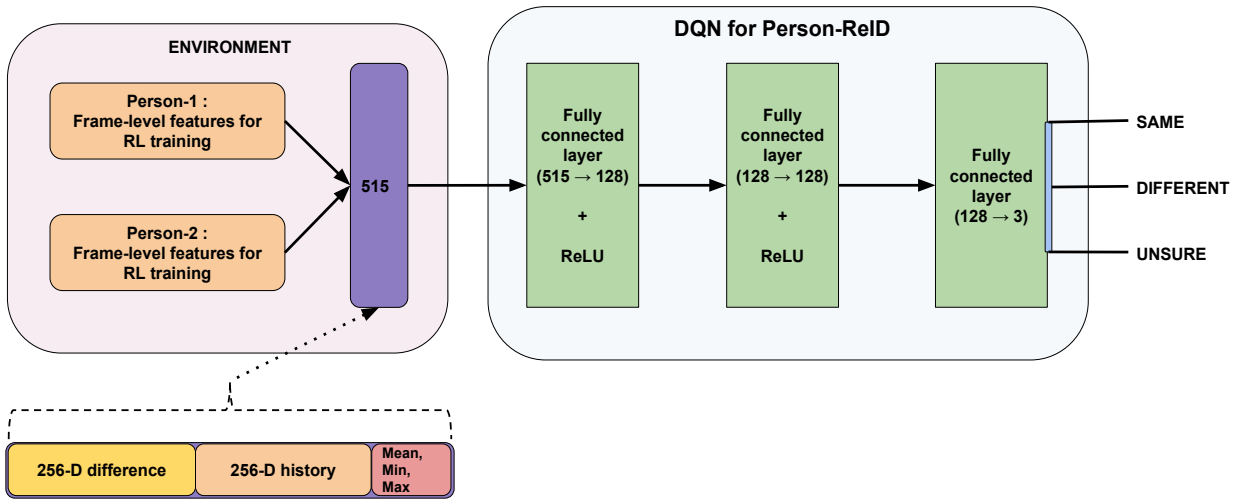 ENVIRONMENT
Person-1 :
Frame-level features for
RL training
Person-2 :
Frame-level features for
RL training
515
DQN for Person-ReID
Fully
connected
layer
(515 → 128)
+
ReLU
Fully
connected
layer
(128 → 128)
+
ReLU
Fully
connected
layer
(128 → 3)
SAME
DIFFERENT
UNSURE
256-D difference
256-D history
Mean,
Min,
Max